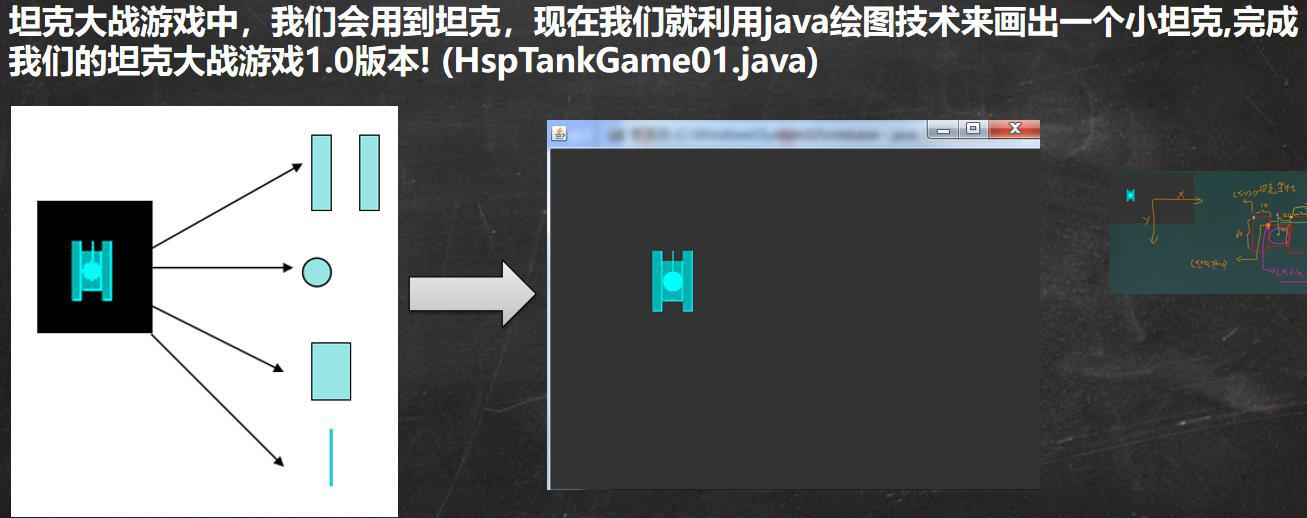 坦克大战游戏中，我们会用到坦克，现在我们就利用java绘图技术来画出一个小坦克,完成
我们的坦克大战游戏1.0版本! (HspTankGame01.java)
X
Y